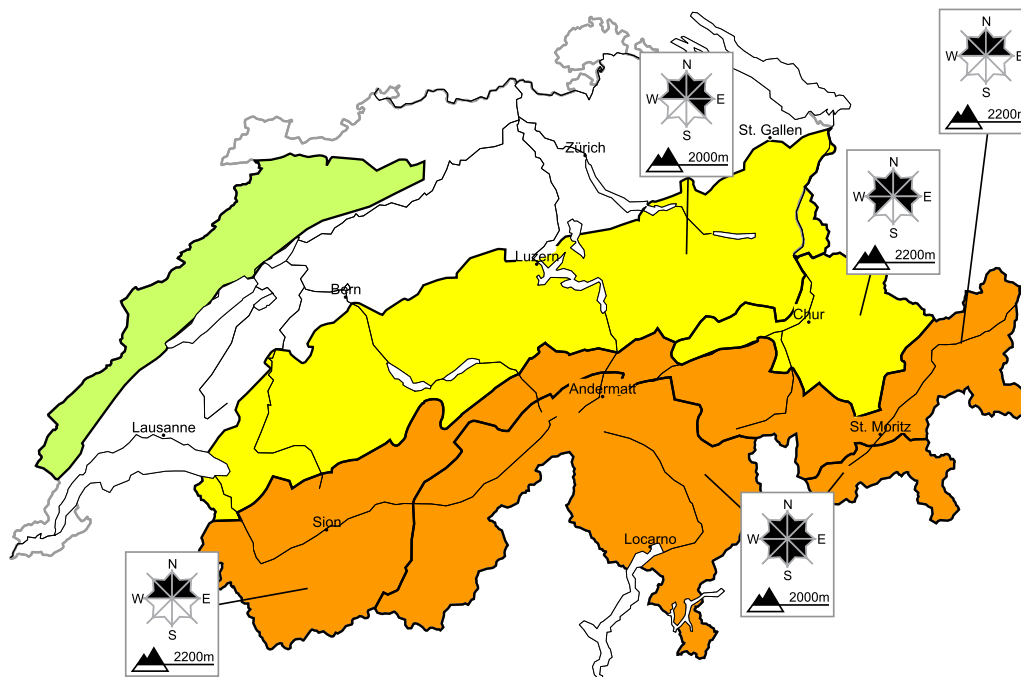 N
W E
S
2200m
N
W E
S
2000m
St. Gallen
Zürich
N
W E
S
2200m
Luzern
Bern
Chur
Andermatt
Lausanne
St. Moritz
Sion
Locarno
N
W E
S
2000m
N
W E
S
2200m